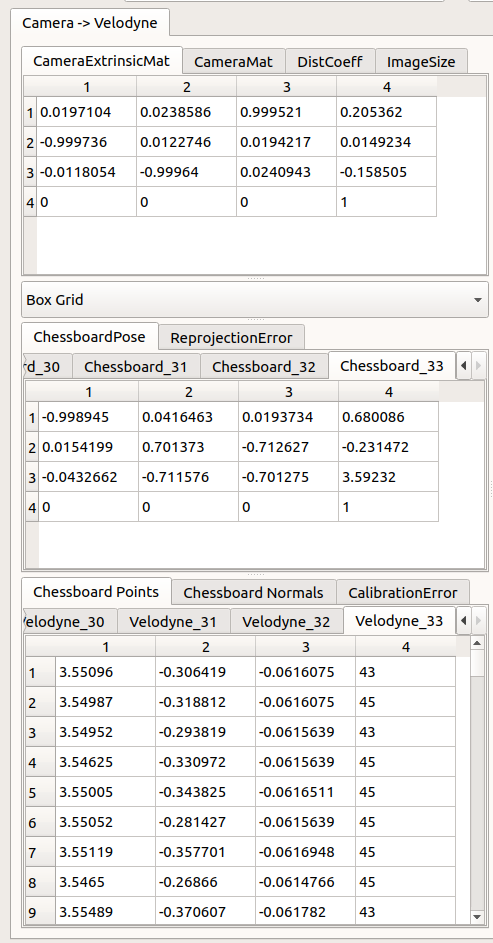 Camera -> Velodyne
CameraExtrinsicMat CameraMat DistCoeff ImageSize
1 2 3 4
1 0.0197104 0.0238586 0.999521 0.205362
2 -0.999736 0.0122746 0.0194217 0.0149234
3 -0.0118054 -0.99964 0.0240943 -0.158505
4 0 0 0 1
Box Grid
ChessboardPose ReprojectionError
rd_30 Chessboard_31 Chessboard_32 Chessboard_33
1 2 3 4
1 -0.998945 0.0416463 0.0193734 0.680086
2 0.0154199 0.701373 -0.712627 -0.231472
3 -0.0432662 -0.711576 -0.701275 3.59232
4 0 0 0 1
Chessboard Points Chessboard Normals CalibrationError
elodyne_30 Velodyne_31 Velodyne_32 Velodyne_33
1 2 3 4
1 3.55096 -0.306419 -0.0616075 43
2 3.54987 -0.318812 -0.0616075 45
3 3.54952 -0.293819 -0.0615639 43
4 3.54625 -0.330972 -0.0615639 45
5 3.55005 -0.343825 -0.0616511 45
6 3.55052 -0.281427 -0.0615639 45
7 3.55119 -0.357701 -0.0616948 45
8 3.5465 -0.26866 -0.0614766 45
9 3.55489 -0.370607 -0.061782 43